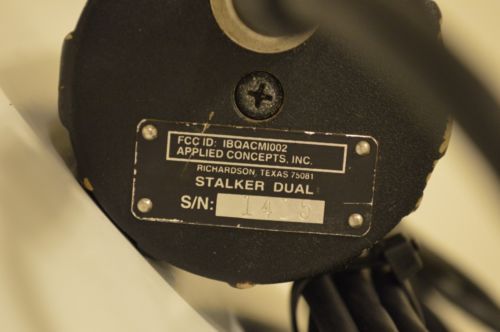 FCC ID: IBQACMI002
APPLIED CONCEPTS, INC.
RICHARDSON, TEXAS 75081
STALKER DUAL
S/N: